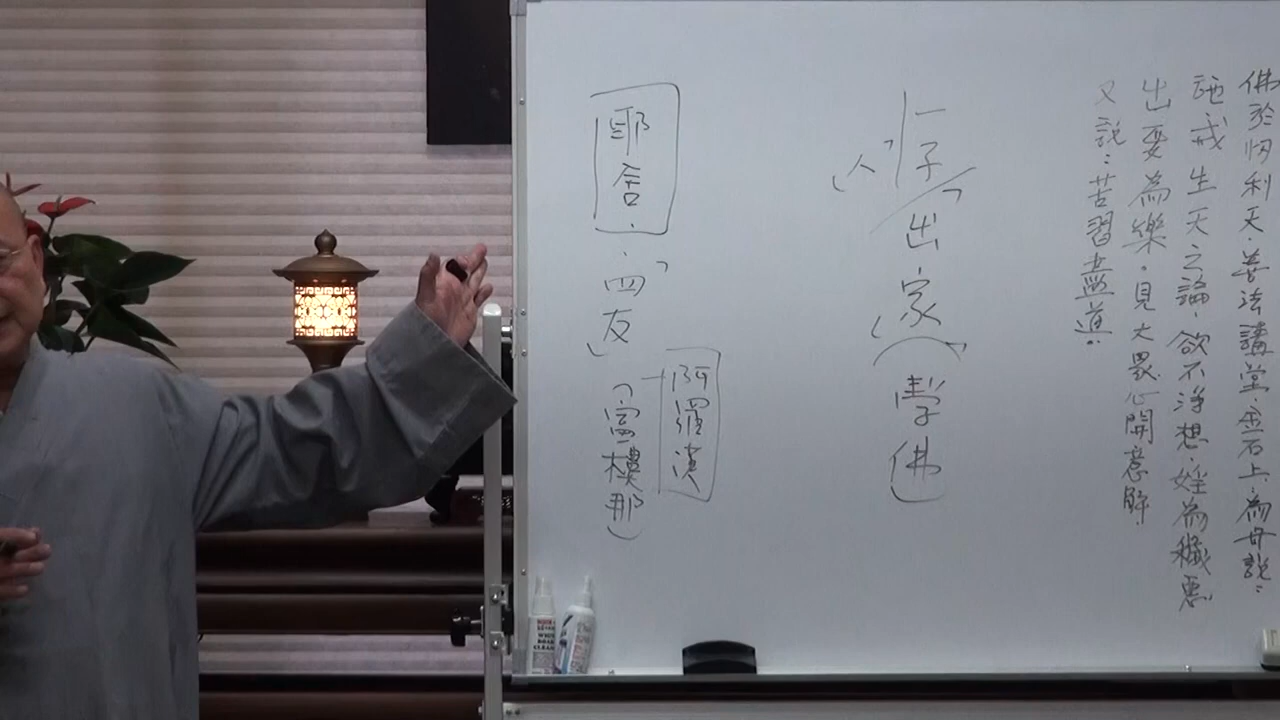 佛於忉利天·善法講堂·金石上·為母說：
施戒生天之論·欲不淨想·婬為穢惡
出要為樂·見大畏心開意解
又說：苦習盡道·
一子
人
出家
學佛
耶舍·
四友
阿羅漢
(富樓那)